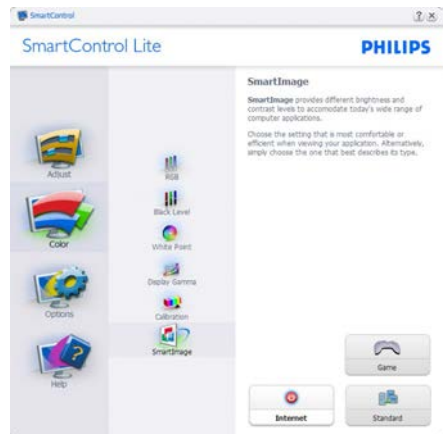 SmartControl
SmartControl Lite
PHILIPS
Adjust
Color
Options
Help
RGB
Black Level
White Point
Display Gamma
Calibration
SmartImage
SmartImage
SmartImage provides different brightness and
contrast levels to accomodate today's wide range of
computer applications.
Choose the setting that is most comfortable or
efficient when viewing your application. Alternatively,
simply choose the one that best describes its type.
Game
Internet
Standard